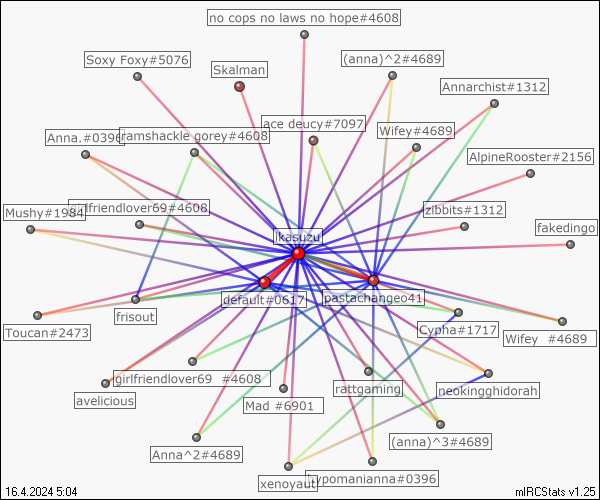 no cops no laws no hope#4608
Soxy Foxy#5076
(anna)^2#4689
Skalman
Annarchist#1312
ace deucy#7097
Anna.#0396
ramshackle gorey#4608
Wifey#4689
AlpineRooster#2156
Mushy#1984
girlfriendlover69#4608
izibbits#1312
fakedingo
ikasuzu
default#0617
pastachange41
frisout
Toucan#2473
Cypha#1717
Wifey #4689
girlfriendlover69 #4608
rattgaming
neokingghidorah
avelicious
Mad #6901
(anna)^3#4689
Anna^2#4689
xenoyaut
hypomanianna#0396
16.4.2024 5:04
mIRCStats v1.25